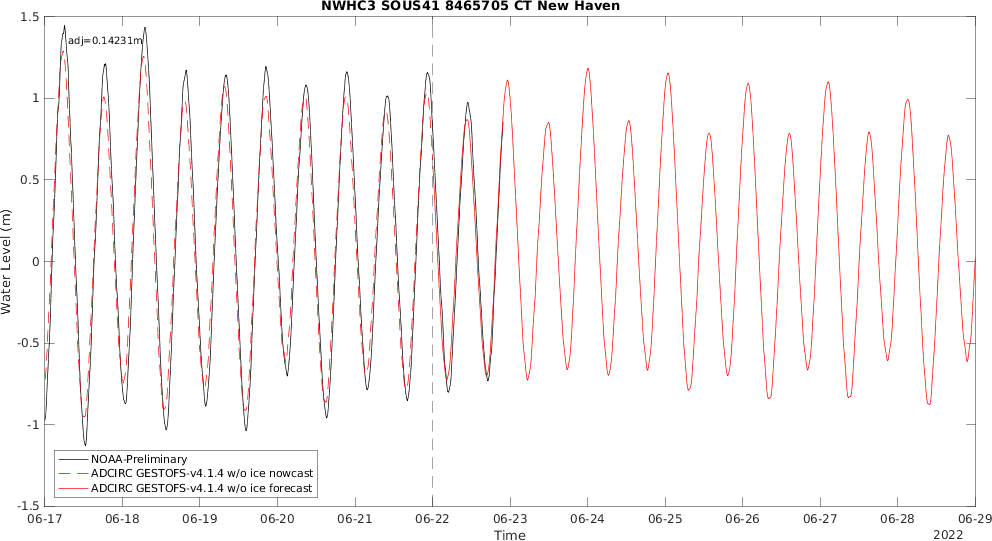 NWHC3 SOUS41 8465705 CT New Haven
1.5
adj=0.14231m
1
0.5
0
-0.5
-1
-1.5
Water Level (m)
NOAA-Preliminary
ADCIRC GESTOFS-v4.1.4 w/o ice nowcast
ADCIRC GESTOFS-v4.1.4 w/o ice forecast
06-17 06-18 06-19 06-20 06-21 06-22 06-23 06-24 06-25 06-26 06-27 06-28 06-29
Time
2022